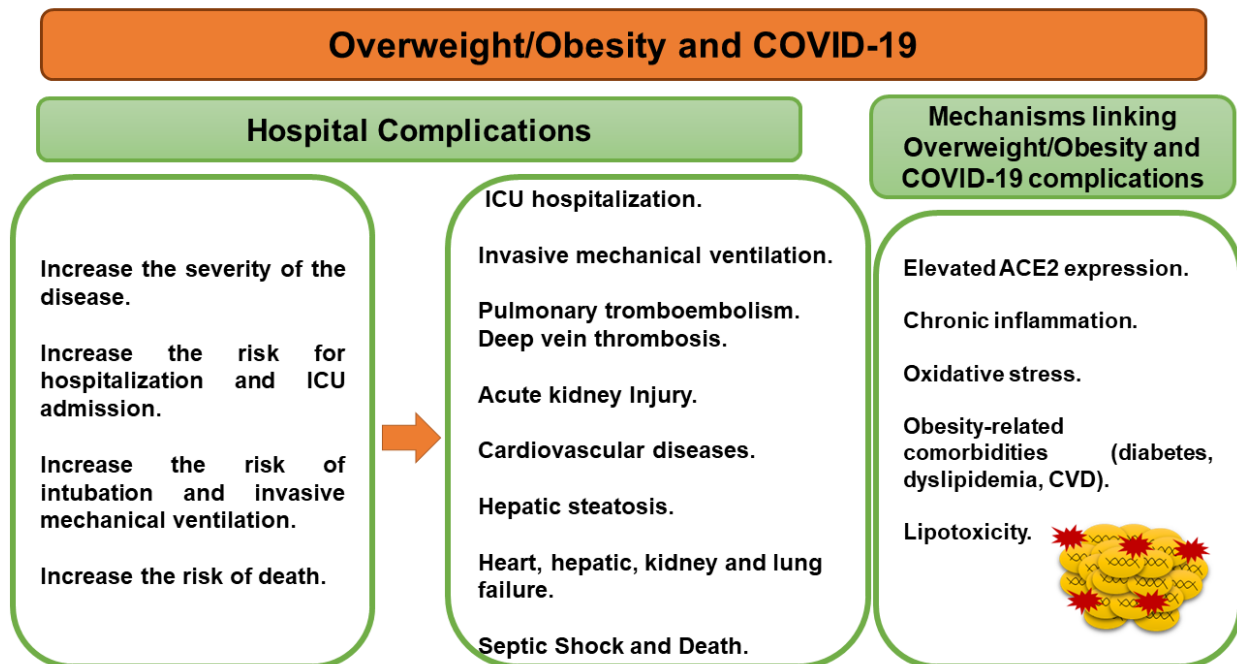 Overweight/Obesity and COVID-19
Hospital Complications
Increase the severity of the
disease.
Increase the risk for
hospitalization and ICU
admission.
Increase the risk of
intubation and invasive
mechanical ventilation.
Increase the risk of death.
ICU hospitalization.
Invasive mechanical ventilation.
Pulmonary tromboembolism.
Deep vein thrombosis.
Acute kidney Injury.
Cardiovascular diseases.
Hepatic steatosis.
Heart, hepatic, kidney and lung
failure.
Septic Shock and Death.
Mechanisms linking
Overweight/Obesity and
COVID-19 complications
Elevated ACE2 expression.
Chronic inflammation.
Oxidative stress.
Obesity-related
comorbidities (diabetes,
dyslipidemia, CVD).
Lipotoxicity.